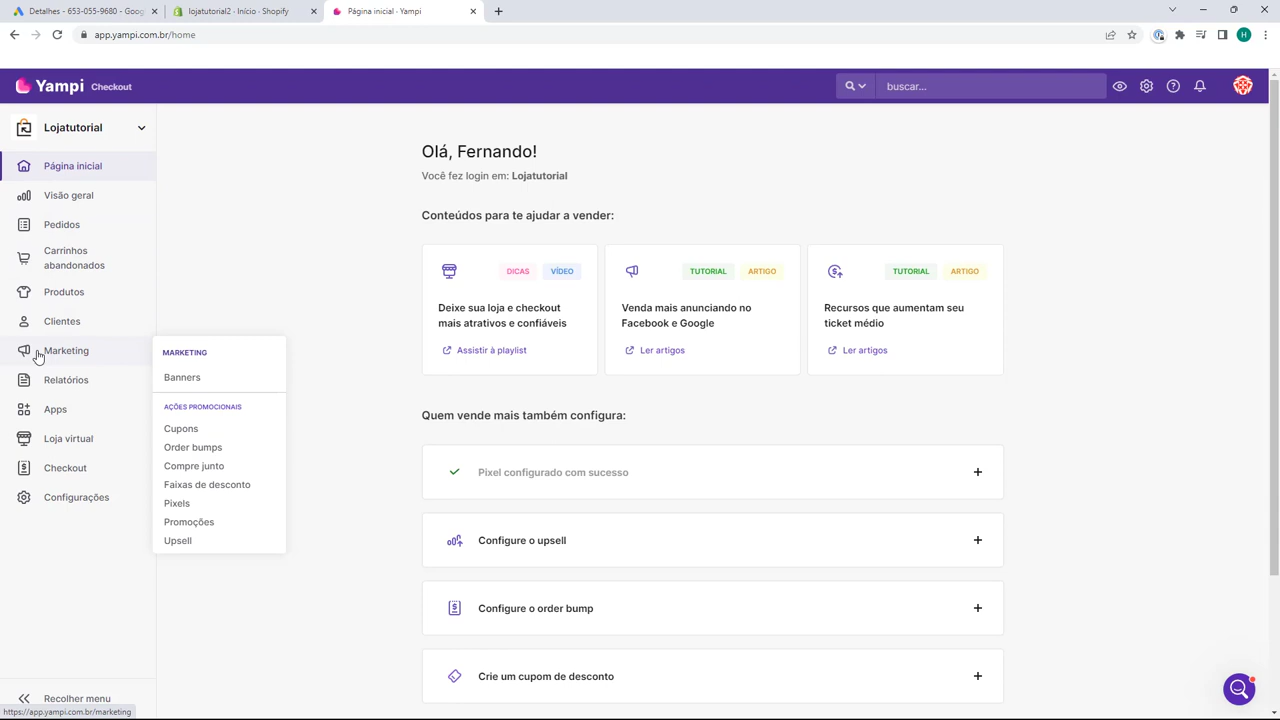 Detalhes - 653-055-9680 - Goog
lojatutorial2 - Início - Shopify
Página inicial - Yampi
app.yampi.com.br/home
H
Yampi Checkout
buscar...
Lojatutorial
Página inicial
Visão geral
Pedidos
Carrinhos
abandonados
Produtos
Clientes
Marketing
Relatórios
Apps
Loja virtual
Checkout
Configurações
Recolher menu
https://app.yampi.com.br/marketing
MARKETING
Banners
AÇÕES PROMOCIONAIS
Cupons
Order bumps
Compre junto
Faixas de desconto
Pixels
Promoções
Upsell
Olá, Fernando!
Você fez login em: Lojatutorial
Conteúdos para te ajudar a vender:
DICAS VÍDEO
Deixe sua loja e checkout
mais atrativos e confiáveis
Assistir à playlist
TUTORIAL ARTIGO
Venda mais anunciando no
Facebook e Google
Ler artigos
TUTORIAL ARTIGO
Recursos que aumentam seu
ticket médio
Ler artigos
Quem vende mais também configura:
Pixel configurado com sucesso
Configure o upsell
Configure o order bump
Crie um cupom de desconto